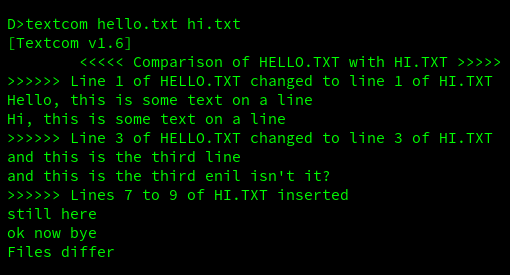 D>textcom hello.txt hi.txt
[Textcom v1.6]
<<<<< Comparison of HELLO.TXT with HI.TXT >>>>>
>>>>>> Line 1 of HELLO.TXT changed to line 1 of HI.TXT
Hello, this is some text on a line
Hi, this is some text on a line
>>>>>> Line 3 of HELLO.TXT changed to line 3 of HI.TXT
and this is the third line
and this is the third enil isn't it?
>>>>>> Lines 7 to 9 of HI.TXT inserted
still here
ok now bye
Files differ